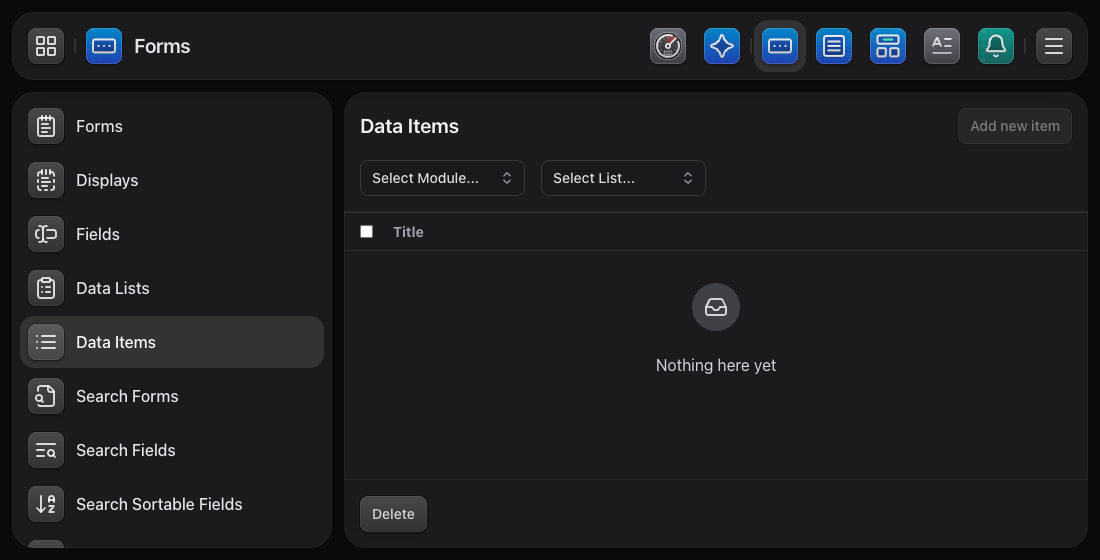 Forms
Forms
Displays
Fields
Data Lists
Data Items
Search Forms
Search Fields
Search Sortable Fields
Data Items
Add new item
Select Module...
Select List...
Title
Nothing here yet
Delete